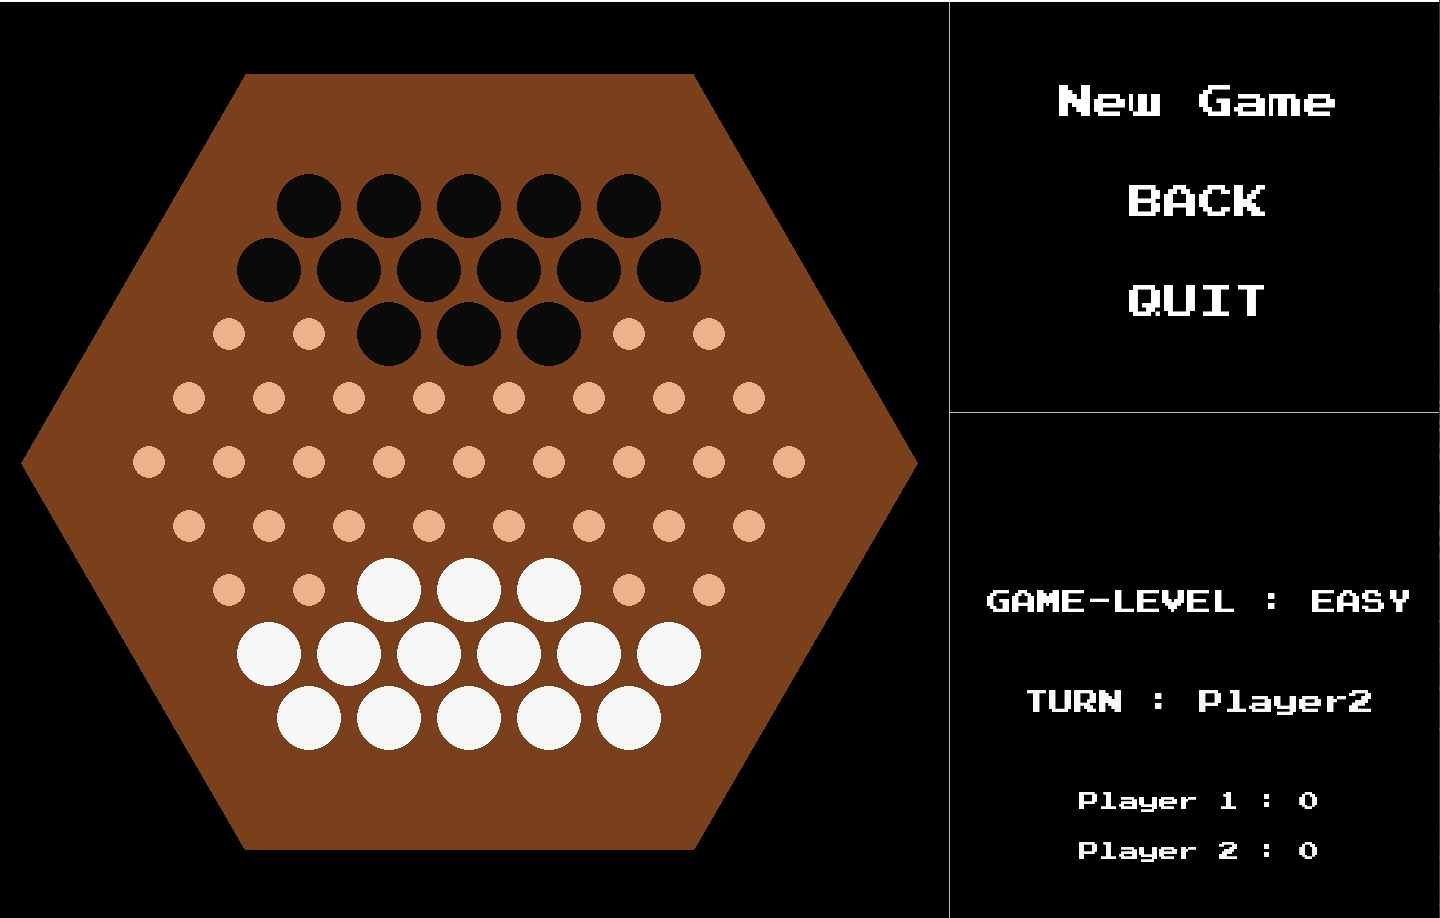 New Game
BACK
QUIT
GAME-LEVEL : EASY
TURN : Player2
Player 1 : 0
Player 2 : 0